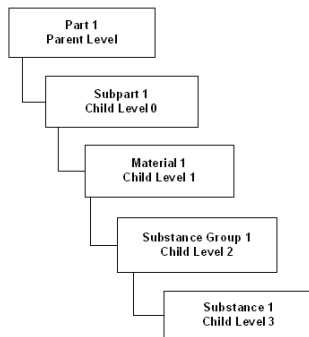 Part 1
Parent Level
Subpart 1
Child Level 0
Material 1
Child Level 1
Substance Group 1
Child Level 2
Substance 1
Child Level 3